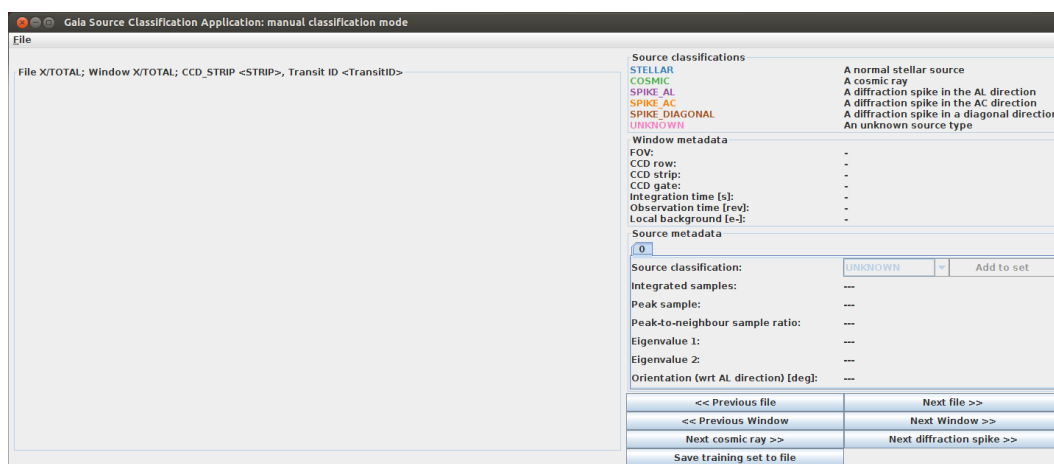 Gaia Source Classification Application: manual classification mode
File
File X/TOTAL; Window X/TOTAL; CCD_STRIP <STRIP>, Transit ID <TransitID>
Source classifications
STELLAR A normal stellar source
COSMIC A cosmic ray
SPIKE_AL A diffraction spike in the AL direction
SPIKE_AC A diffraction spike in the AC direction
SPIKE_DIAGONAL A diffraction spike in a diagonal direction
UNKNOWN An unknown source type
Window metadata
FOV: -
CCD row: -
CCD strip: -
CCD gate: -
Integration time [s]: -
Observation time [rev]: -
Local background [e-]: -
Source metadata
0
Source classification: UNKNOWN Add to set
Integrated samples: ---
Peak sample: ---
Peak-to-neighbour sample ratio: ---
Eigenvalue 1: ---
Eigenvalue 2: ---
Orientation (wrt AL direction) [deg]: ---
<< Previous file Next file >>
<< Previous Window Next Window >>
Next cosmic ray >> Next diffraction spike >>
Save training set to file